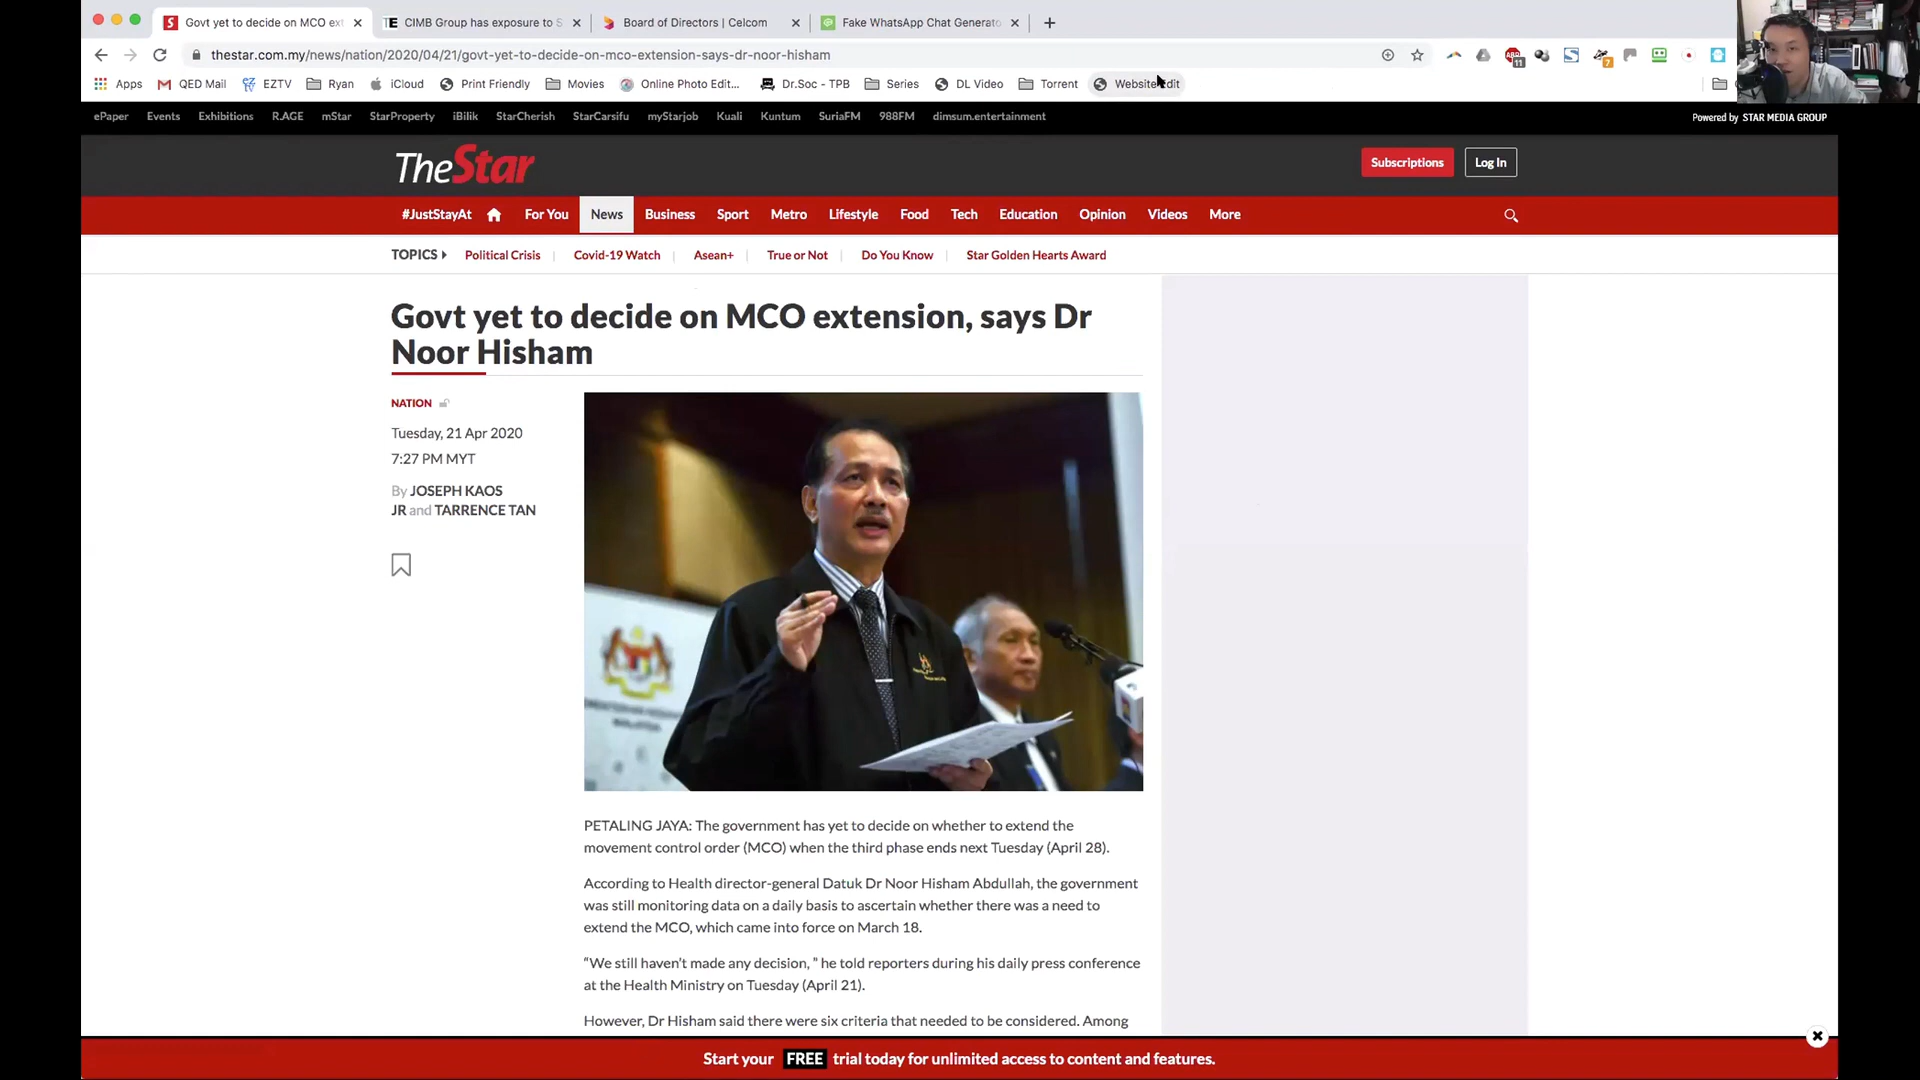 Govt yet to decide on MCO ext
CIMB Group has exposure to S
Board of Directors | Celcom
Fake WhatsApp Chat Generato
thestar.com.my/news/nation/2020/04/21/govt-yet-to-decide-on-mco-extension-says-dr-noor-hisham
ABP
11
7
Apps
QED Mail
EZTV
Ryan
iCloud
Print Friendly
Movies
Online Photo Edit...
Dr.Soc - TPB
Series
DL Video
Torrent
Website Edit
ePaper
Events
Exhibitions
R.AGE
mStar
StarProperty
iBilik
StarCherish
StarCarsifu
myStarjob
Kuali
Kuntum
SuriaFM
988FM
dimsum.entertainment
Powered by STAR MEDIA GROUP
TheStar
Subscriptions
Log In
#JustStayAt
For You
News
Business
Sport
Metro
Lifestyle
Food
Tech
Education
Opinion
Videos
More
TOPICS
Political Crisis
Covid-19 Watch
Asean+
True or Not
Do You Know
Star Golden Hearts Award
Govt yet to decide on MCO extension, says Dr
Noor Hisham
NATION
Tuesday, 21 Apr 2020
7:27 PM MYT
By JOSEPH KAOS
JR and TARRENCE TAN
PETALING JAYA: The government has yet to decide on whether to extend the
movement control order (MCO) when the third phase ends next Tuesday (April 28).
According to Health director-general Datuk Dr Noor Hisham Abdullah, the government
was still monitoring data on a daily basis to ascertain whether there was a need to
extend the MCO, which came into force on March 18.
“We still haven't made any decision, ” he told reporters during his daily press conference
at the Health Ministry on Tuesday (April 21).
However, Dr Hisham said there were six criteria that needed to be considered. Among
Start your FREE trial today for unlimited access to content and features.